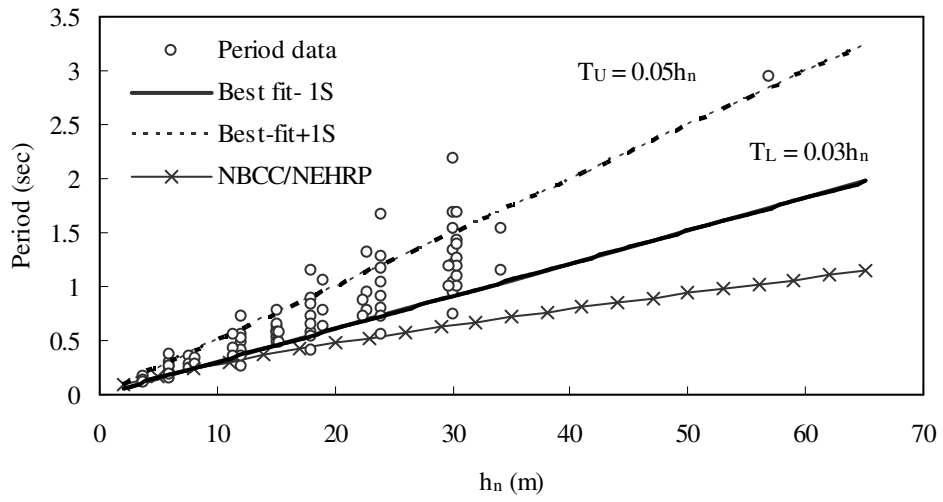 3.5
3
2.5
2
1.5
1
0.5
0
Period (sec)
Period data
Best fit- 1S
Best-fit+1S
NBCC/NEHRP
TU = 0.05hn
TL = 0.03hn
0 10 20 30 40 50 60 70
hn (m)